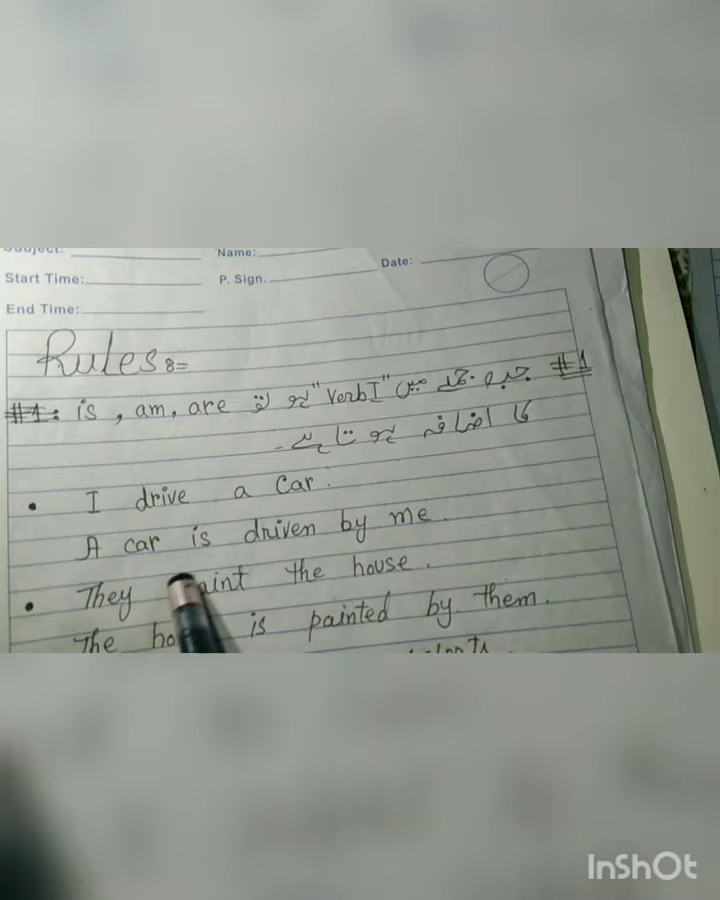 Subject:
Name:
Date:
Start Time:
P. Sign.
End Time:
Rules:-
#1 جب جملے میں "Verb I" ہو تو is, am, are #1:
کا اضافہ ہوتا ہے۔
• I drive a Car.
A car is driven by me.
• They paint the house.
The is painted by them.
InShOt